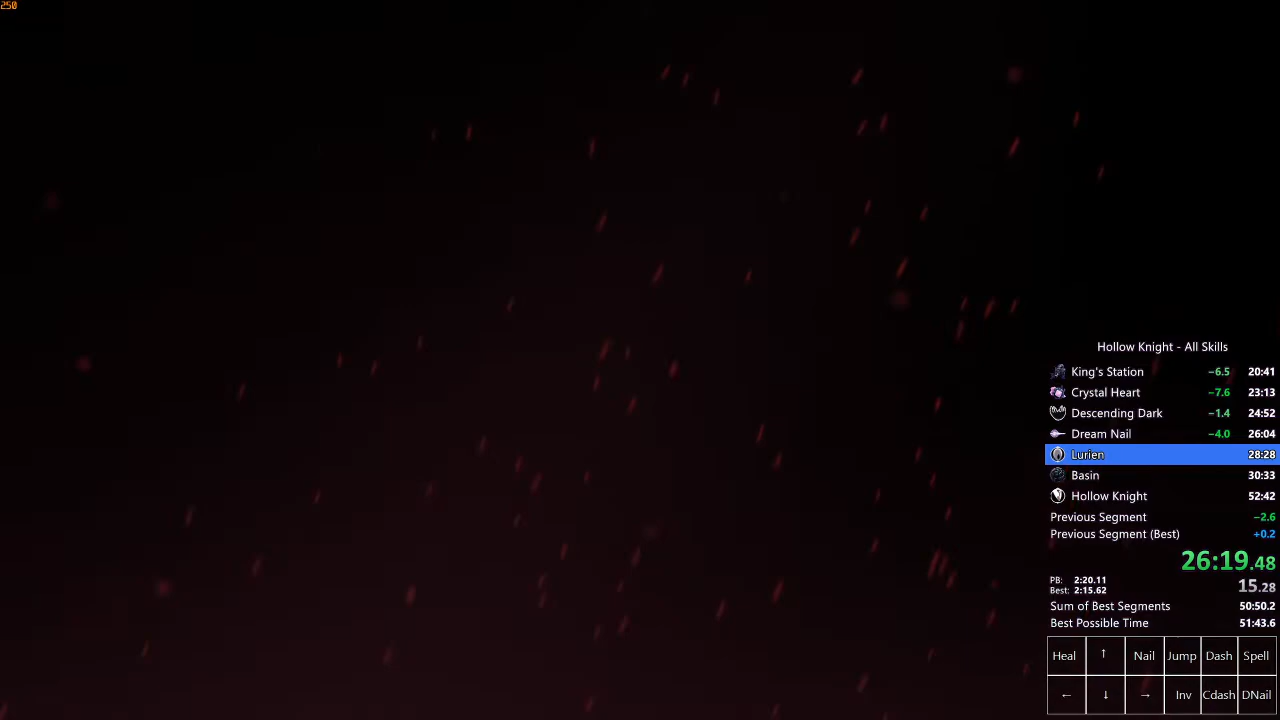 250
Hollow Knight - All Skills
King's Station −6.5 20:41
Crystal Heart −7.6 23:13
Descending Dark −1.4 24:52
Dream Nail −4.0 26:04
Lurien 28:28
Basin 30:33
Hollow Knight 52:42
Previous Segment −2.6
Previous Segment (Best) +0.2
26:19.48
PB: 2:20.11 15.28
Best: 2:15.62
Sum of Best Segments 50:50.2
Best Possible Time 51:43.6
Heal ↑ Nail Jump Dash Spell
← ↓ → Inv Cdash DNail